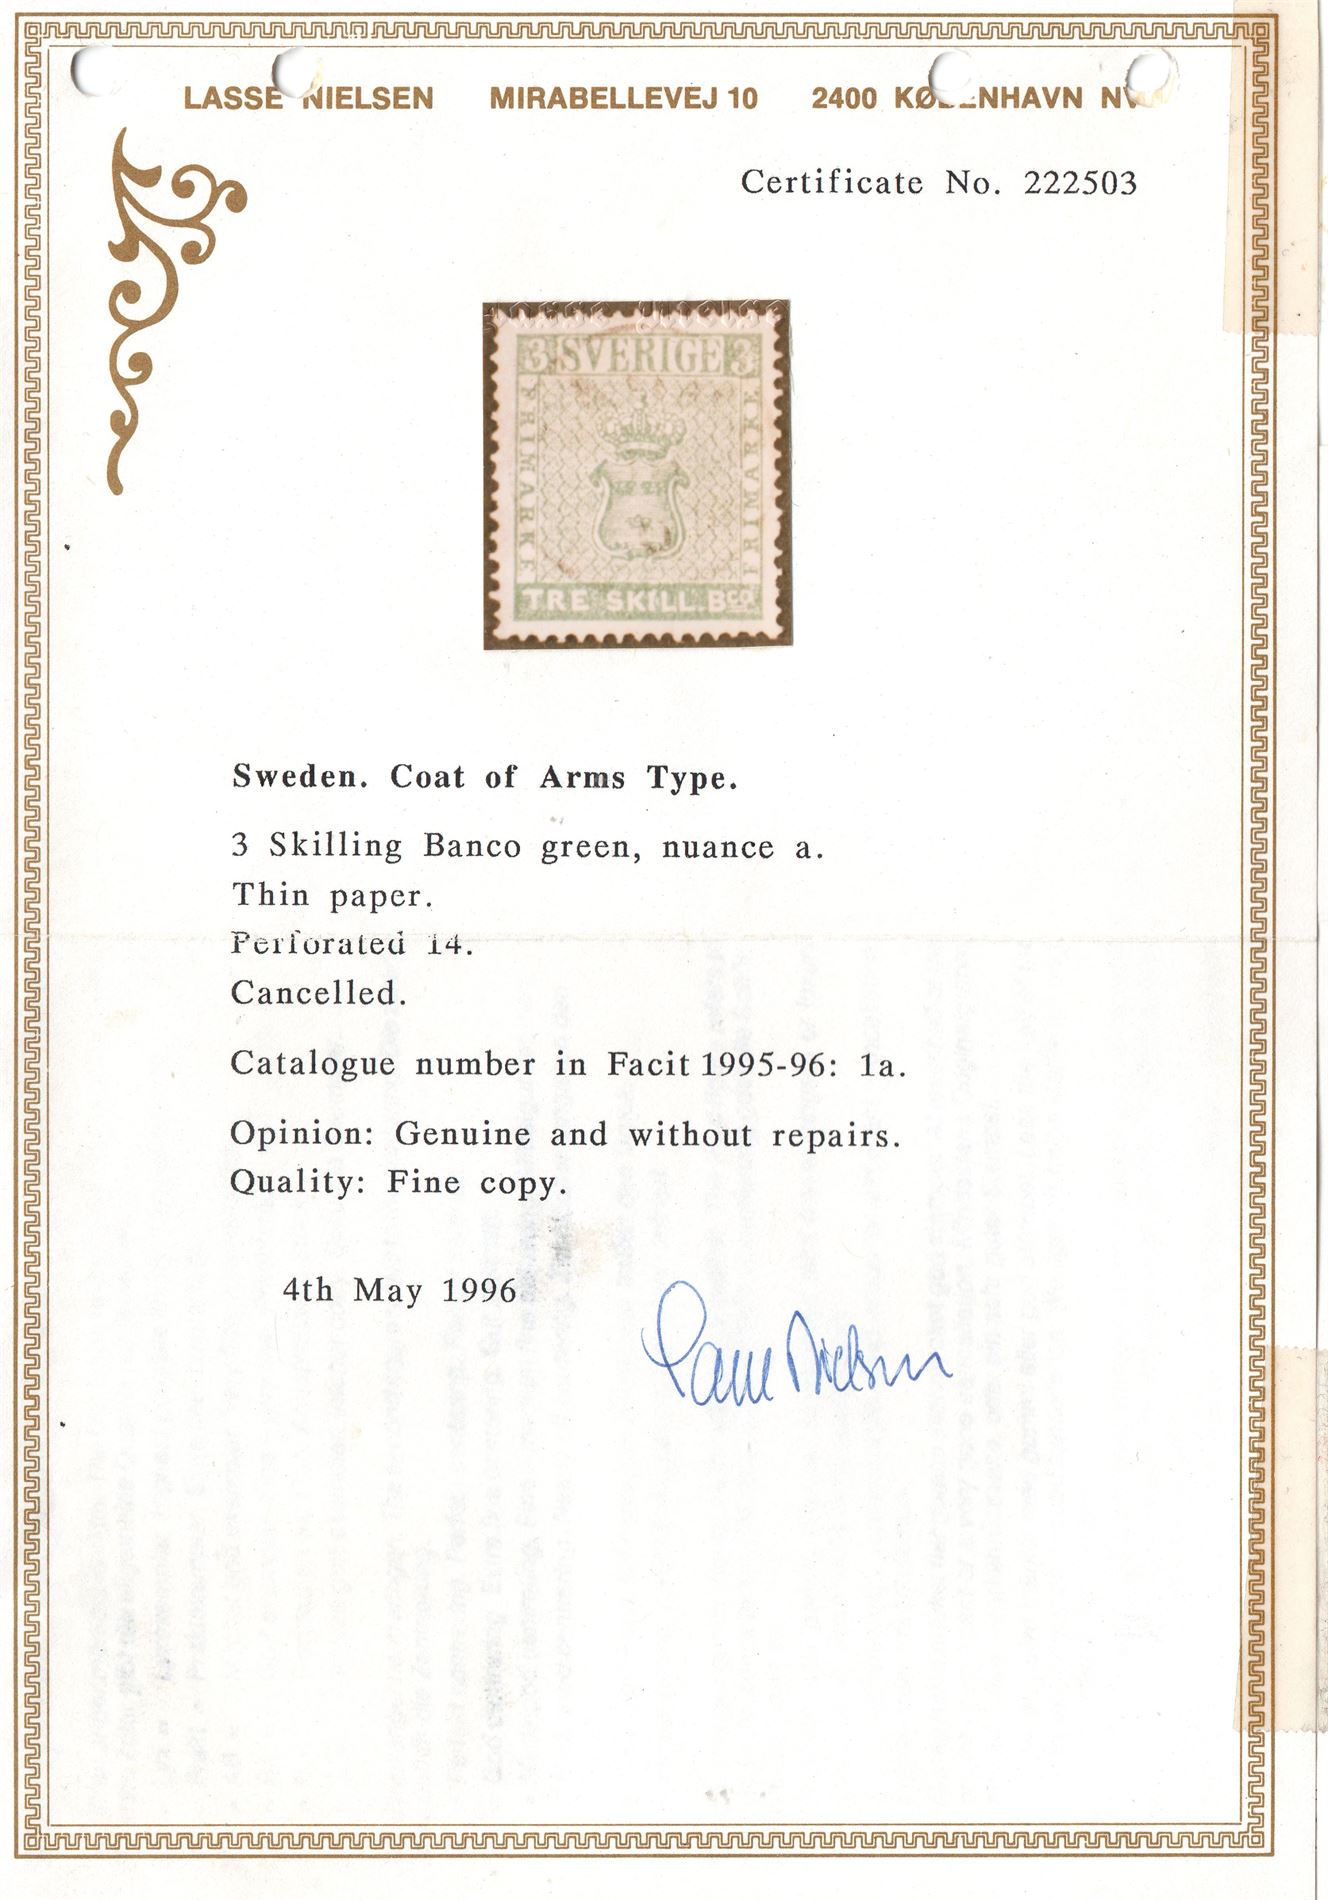 LASSE NIELSEN MIRABELLEVEJ 10 2400 KØBENHAVN NV
Certificate No. 222503
3 SVERIGE 3
FRIMARKE
FRIMARKE
TRE SKILL. Bco
Sweden. Coat of Arms Type.
3 Skilling Banco green, nuance a.
Thin paper.
Perforated 14.
Cancelled.
Catalogue number in Facit 1995-96: 1a.
Opinion: Genuine and without repairs.
Quality: Fine copy.
4th May 1996
Lasse Nielsen